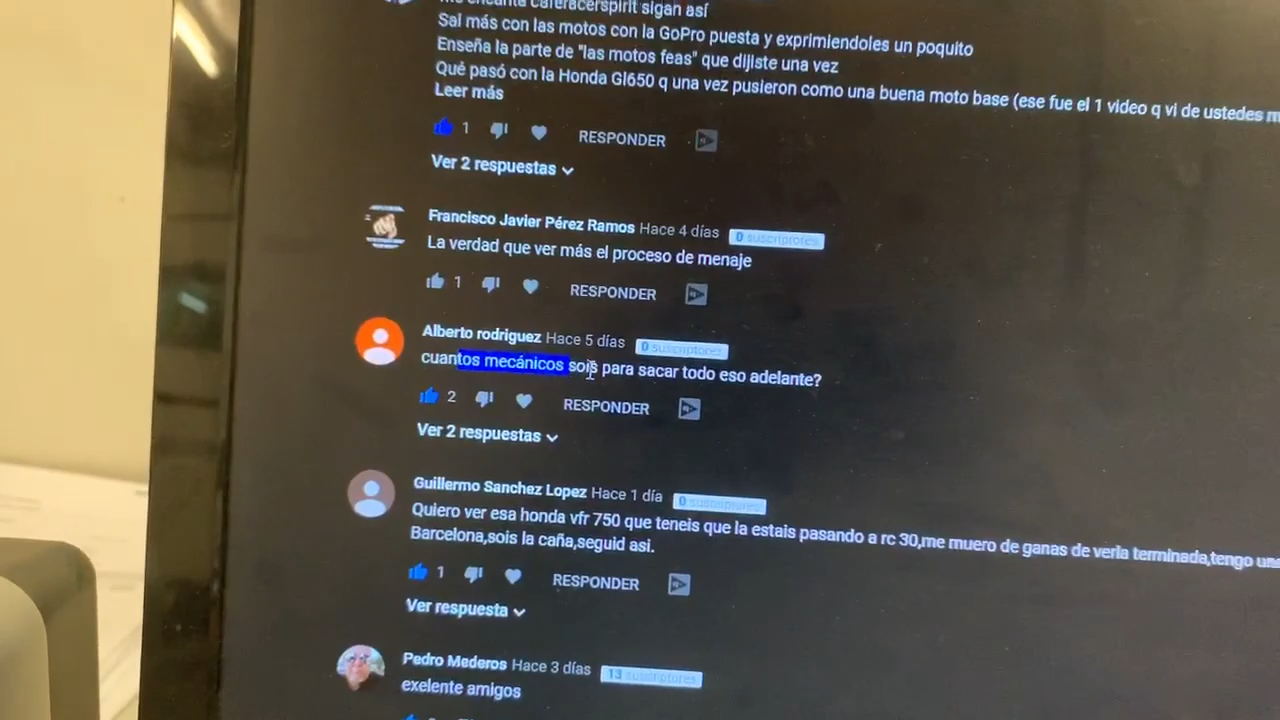 Me encanta caferacerspirit sigan así
Sal más con las motos con la GoPro puesta y exprimiendoles un poquito
Enseña la parte de "las motos feas" que dijiste una vez
Qué pasó con la Honda Gl650 q una vez pusieron como una buena moto base (ese fue el 1 video q vi de ustedes m
Leer más
1 RESPONDER
Ver 2 respuestas
Francisco Javier Pérez Ramos Hace 4 días 0 suscriptores
La verdad que ver más el proceso de menaje
1 RESPONDER
Alberto rodriguez Hace 5 días 0 suscriptores
cuantos mecánicos sois para sacar todo eso adelante?
2 RESPONDER
Ver 2 respuestas
Guillermo Sanchez Lopez Hace 1 día 0 suscriptores
Quiero ver esa honda vfr 750 que teneis que la estais pasando a rc 30,me muero de ganas de verla terminada,tengo una
Barcelona,sois la caña,seguid asi.
1 RESPONDER
Ver respuesta
Pedro Mederos Hace 3 días 13 suscriptores
exelente amigos